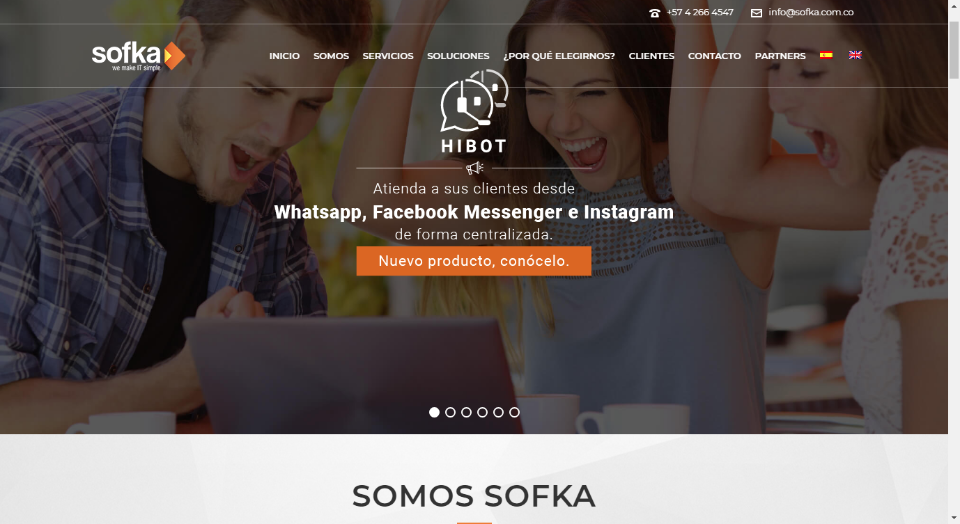 +57 4 266 4547 info@sofka.com.co
sofka
we make IT simple
INICIO SOMOS SERVICIOS SOLUCIONES ¿POR QUÉ ELEGIRNOS? CLIENTES CONTACTO PARTNERS
HIBOT
Atienda a sus clientes desde
Whatsapp, Facebook Messenger e Instagram
de forma centralizada.
Nuevo producto, conócelo.
SOMOS SOFKA